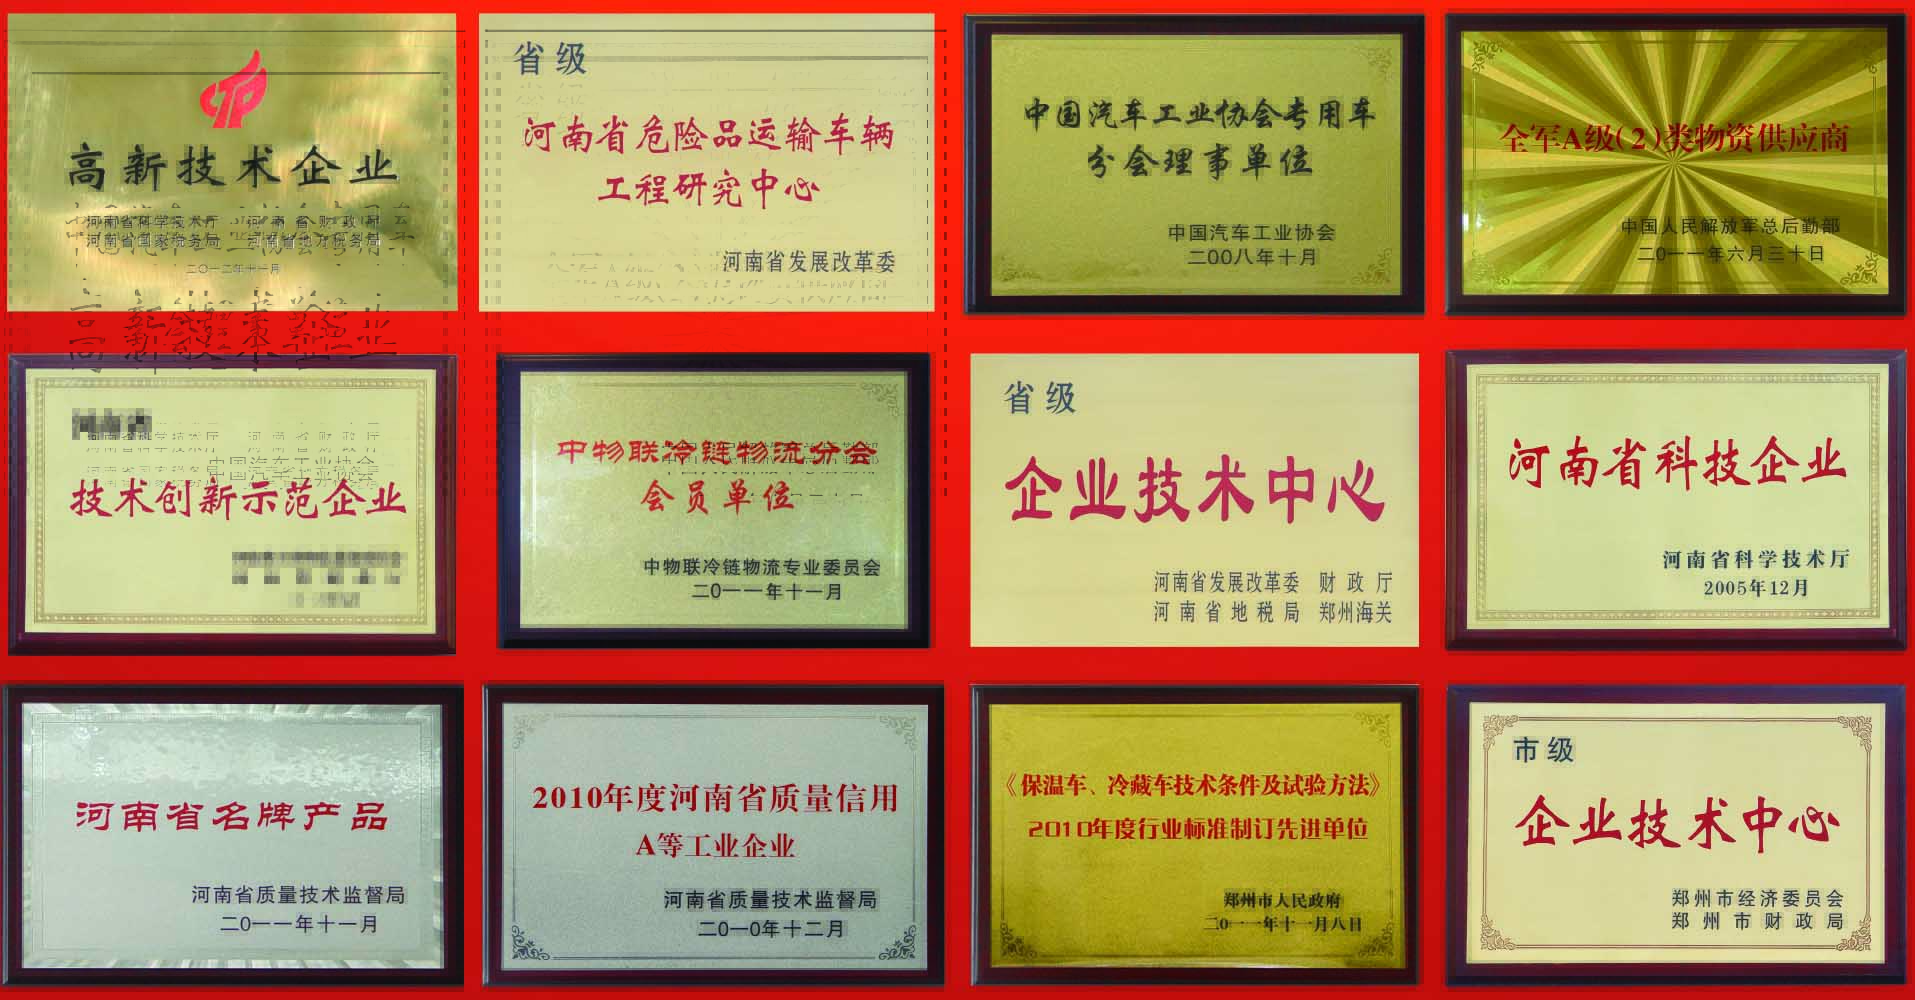 高新技术企业
河南省科学技术厅 河南省财政厅
河南省国家税务局 河南省地方税务局
二〇一二年十一月
省级
河南省危险品运输车辆
工程研究中心
河南省发展改革委
中国汽车工业协会专用车
分会理事单位
中国汽车工业协会
二00八年十月
全军A级(2)类物资供应商
中国人民解放军总后勤部
二0一一年六月三十日
技术创新示范企业
中物联冷链物流分会
会员单位
中物联冷链物流专业委员会
二0一一年十一月
省级
企业技术中心
河南省发展改革委 财政厅
河南省地税局 郑州海关
河南省科技企业
河南省科学技术厅
2005年12月
河南省名牌产品
河南省质量技术监督局
二0一一年十一月
2010年度河南省质量信用
A等工业企业
河南省质量技术监督局
二0一0年十二月
《保温车、冷藏车技术条件及试验方法》
2010年度行业标准制订先进单位
郑州市人民政府
二0一一年十一月八日
市级
企业技术中心
郑州市经济委员会
郑州市财政局